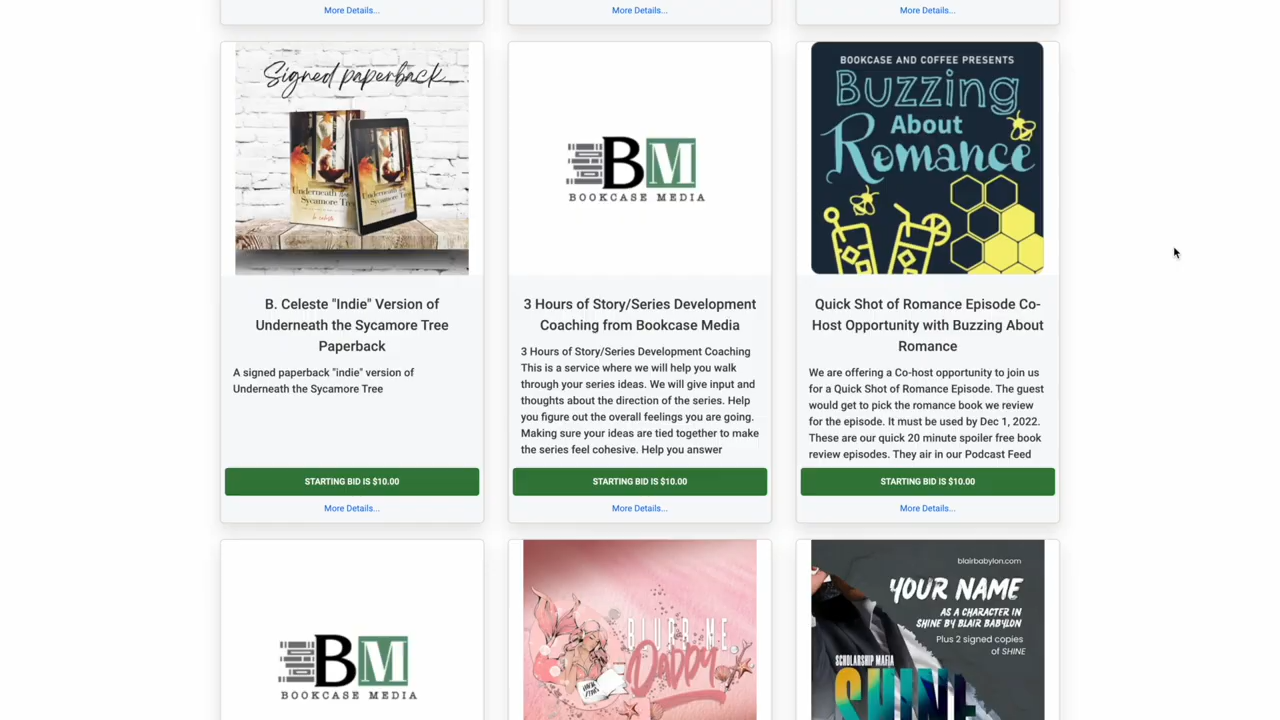 More Details...
More Details...
More Details...
Signed paperback
Underneath the
Sycamore Tree
Underneath the
Sycamore Tree
B. Celeste "Indie" Version of
Underneath the Sycamore Tree
Paperback
A signed paperback "indie" version of
Underneath the Sycamore Tree
STARTING BID IS $10.00
More Details...
BM
BOOKCASE MEDIA
3 Hours of Story/Series Development
Coaching from Bookcase Media
3 Hours of Story/Series Development Coaching
This is a service where we will help you walk
through your series ideas. We will give input and
thoughts about the direction of the series. Help
you figure out the overall feelings you are going.
Making sure your ideas are tied together to make
the series feel cohesive. Help you answer
STARTING BID IS $10.00
More Details...
BOOKCASE AND COFFEE PRESENTS
Buzzing
About
Romance
Quick Shot of Romance Episode Co-
Host Opportunity with Buzzing About
Romance
We are offering a Co-host opportunity to join us
for a Quick Shot of Romance Episode. The guest
would get to pick the romance book we review
for the episode. It must be used by Dec 1, 2022.
These are our quick 20 minute spoiler free book
review episodes. They air in our Podcast Feed
STARTING BID IS $10.00
More Details...
BM
BOOKCASE MEDIA
BLURB ME,
Daddy
blairbabylon.com
YOUR NAME
AS A CHARACTER IN
SHINE BY BLAIR BABYLON
Plus 2 signed copies
of SHINE
SCHOLARSHIP MAFIA
SHINE